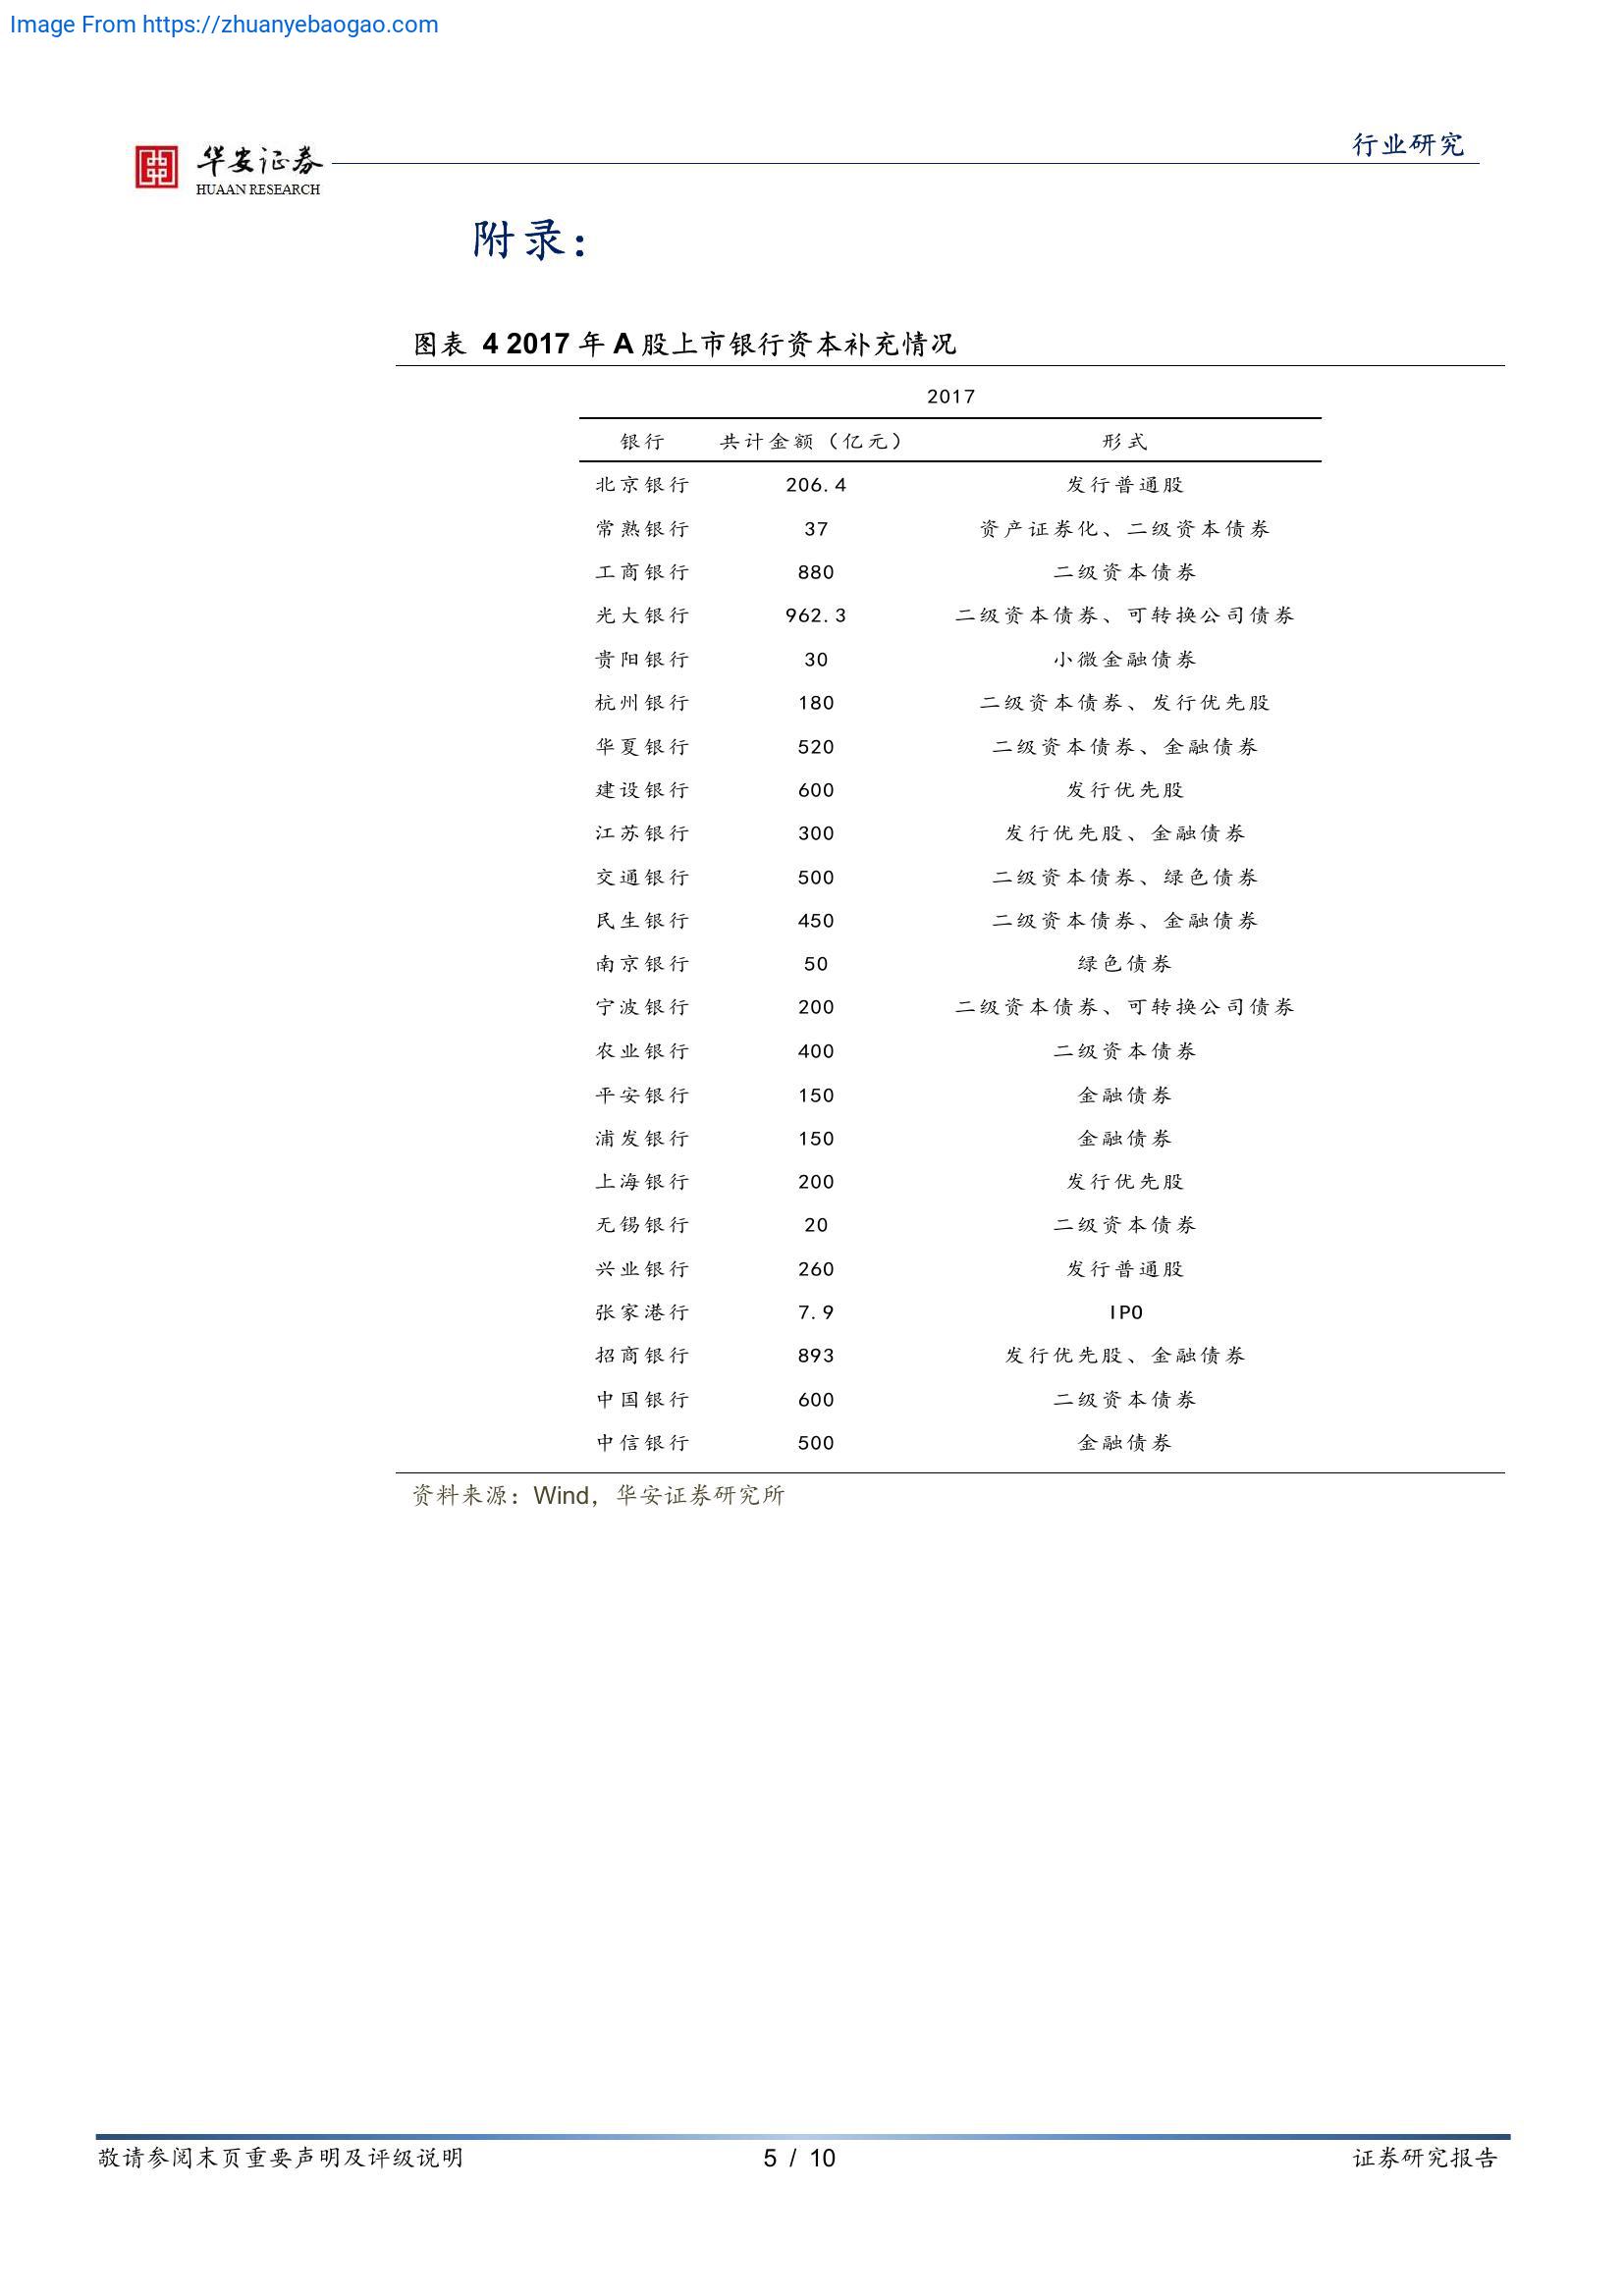 Image From https://zhuanyebaogao.com
行业研究
华安证券
HUAAN RESEARCH
附录：
图表 4 2017 年 A 股上市银行资本补充情况
2017
银行 共计金额（亿元） 形式
北京银行 206.4 发行普通股
常熟银行 37 资产证券化、二级资本债券
工商银行 880 二级资本债券
光大银行 962.3 二级资本债券、可转换公司债券
贵阳银行 30 小微金融债券
杭州银行 180 二级资本债券、发行优先股
华夏银行 520 二级资本债券、金融债券
建设银行 600 发行优先股
江苏银行 300 发行优先股、金融债券
交通银行 500 二级资本债券、绿色债券
民生银行 450 二级资本债券、金融债券
南京银行 50 绿色债券
宁波银行 200 二级资本债券、可转换公司债券
农业银行 400 二级资本债券
平安银行 150 金融债券
浦发银行 150 金融债券
上海银行 200 发行优先股
无锡银行 20 二级资本债券
兴业银行 260 发行普通股
张家港行 7.9 IPO
招商银行 893 发行优先股、金融债券
中国银行 600 二级资本债券
中信银行 500 金融债券
资料来源：Wind，华安证券研究所
敬请参阅末页重要声明及评级说明 5 / 10 证券研究报告